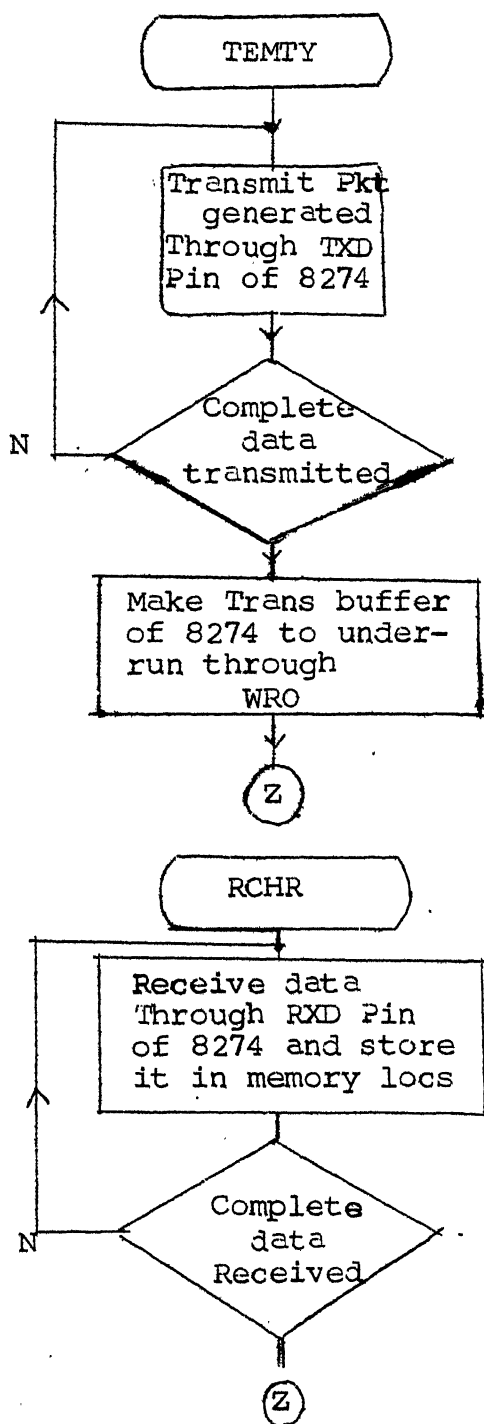 TEMTY
Transmit Pkt
generated
Through TXD
Pin of 8274
Complete
data
transmitted
N
Make Trans buffer
of 8274 to under-
run through
WRO
Z
RCHR
Receive data
Through RXD Pin
of 8274 and store
it in memory locs
Complete
data
Received
N
Z